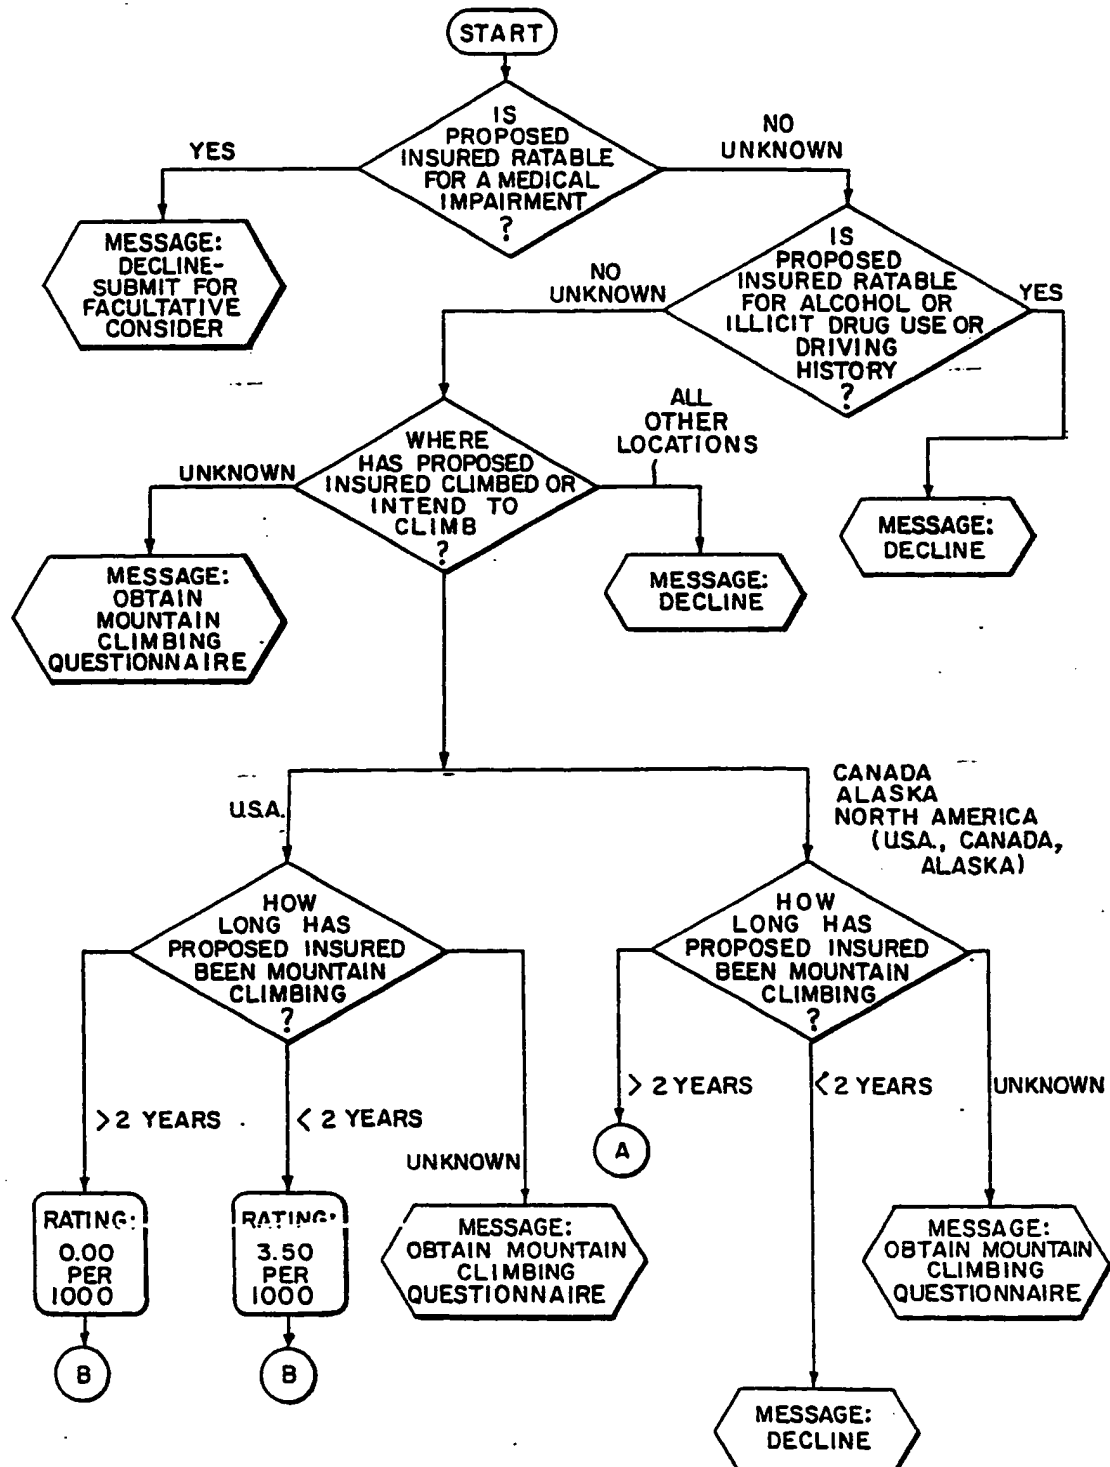 START
IS
PROPOSED
INSURED RATABLE
FOR A MEDICAL
IMPAIRMENT
?
YES
NO
UNKNOWN
MESSAGE:
DECLINE-
SUBMIT FOR
FACULTATIVE
CONSIDER
IS
PROPOSED
INSURED RATABLE
FOR ALCOHOL OR
ILLICIT DRUG USE OR
DRIVING
HISTORY
?
NO
UNKNOWN
YES
MESSAGE:
DECLINE
WHERE
HAS PROPOSED
INSURED CLIMBED OR
INTEND TO
CLIMB
?
UNKNOWN
ALL
OTHER
LOCATIONS
MESSAGE:
OBTAIN
MOUNTAIN
CLIMBING
QUESTIONNAIRE
MESSAGE:
DECLINE
U.S.A.
CANADA
ALASKA
NORTH AMERICA
(U.S.A., CANADA,
ALASKA)
HOW
LONG HAS
PROPOSED INSURED
BEEN MOUNTAIN
CLIMBING
?
>2 YEARS
< 2 YEARS
UNKNOWN
RATING:
0.00
PER
1000
B
RATING:
3.50
PER
1000
B
MESSAGE:
OBTAIN MOUNTAIN
CLIMBING
QUESTIONNAIRE
HOW
LONG HAS
PROPOSED INSURED
BEEN MOUNTAIN
CLIMBING
?
> 2 YEARS
<2 YEARS
UNKNOWN
A
MESSAGE:
DECLINE
MESSAGE:
OBTAIN MOUNTAIN
CLIMBING
QUESTIONNAIRE